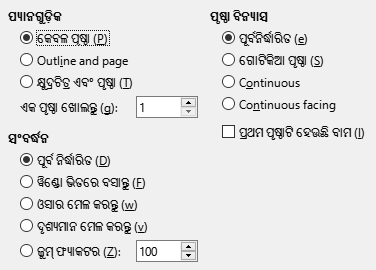 ପ୍ୟାନଗୁଡ଼ିକ
କେବଳ ପୃଷ୍ଠା (P)
Outline and page
କ୍ଷୁଦ୍ରଚିତ୍ର ଏବଂ ପୃଷ୍ଠା (T)
ଏକ ପୃଷ୍ଠା ଖୋଲନ୍ତୁ (g): 1
ସଂବର୍ଦ୍ଧନ
ପୂର୍ବ ନିର୍ଦ୍ଧାରିତ (D)
ୱିଣ୍ଡୋ ଭିତରେ ବସାନ୍ତୁ (F)
ଓସାର ମେଳ କରନ୍ତୁ (w)
ଦୃଶ୍ୟମାନ ମେଳ କରନ୍ତୁ (v)
ଜୁମ୍ ଫ୍ୟାକଟର (Z): 100
ପୃଷ୍ଠା ବିନ୍ୟାସ
ପୂର୍ବନିର୍ଦ୍ଧାରିତ (e)
ଗୋଟିକିଆ ପୃଷ୍ଠା (S)
Continuous
Continuous facing
ପ୍ରଥମ ପୃଷ୍ଠାଟି ହେଉଛି ବାମ (l)